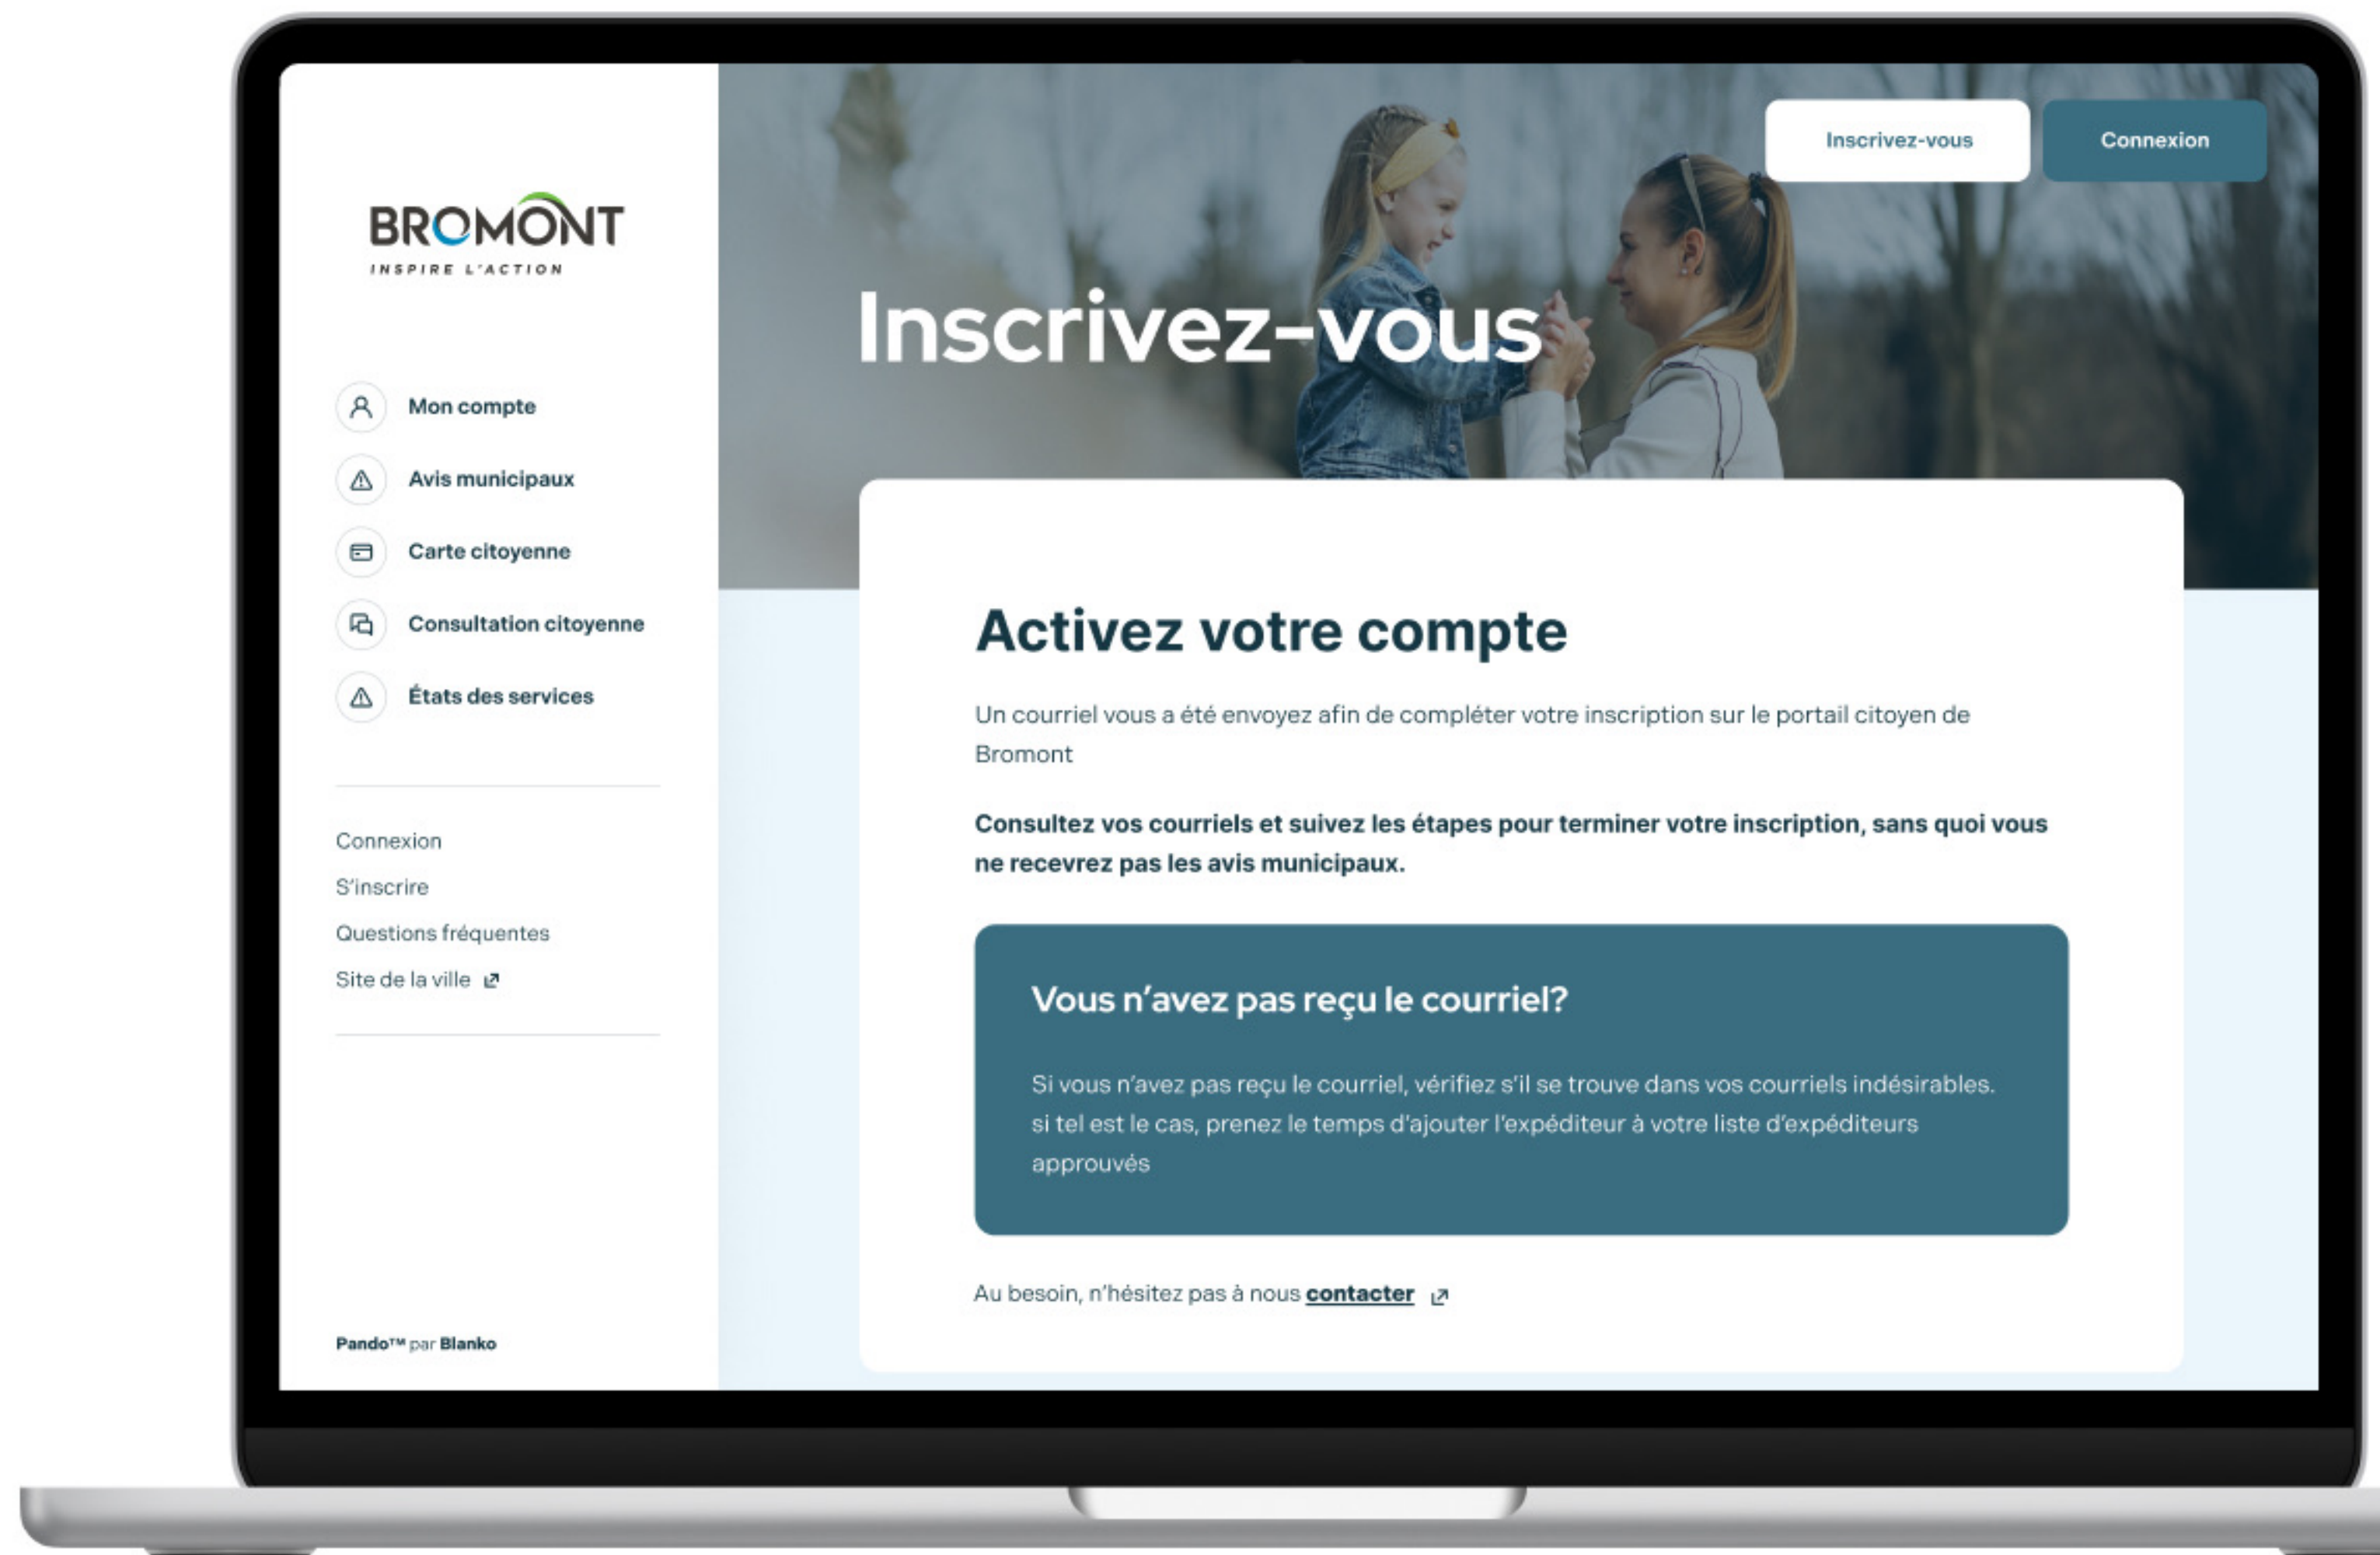 BROMONT
INSPIRE L'ACTION
Mon compte
Avis municipaux
Carte citoyenne
Consultation citoyenne
États des services
Connexion
S'inscrire
Questions fréquentes
Site de la ville
Pando™ par Blanko
Inscrivez-vous
Connexion
Inscrivez-vous
Activez votre compte
Un courriel vous a été envoyez afin de compléter votre inscription sur le portail citoyen de
Bromont
Consultez vos courriels et suivez les étapes pour terminer votre inscription, sans quoi vous
ne recevrez pas les avis municipaux.
Vous n'avez pas reçu le courriel?
Si vous n'avez pas reçu le courriel, vérifiez s'il se trouve dans vos courriels indésirables.
si tel est le cas, prenez le temps d'ajouter l'expéditeur à votre liste d'expéditeurs
approuvés
Au besoin, n'hésitez pas à nous contacter